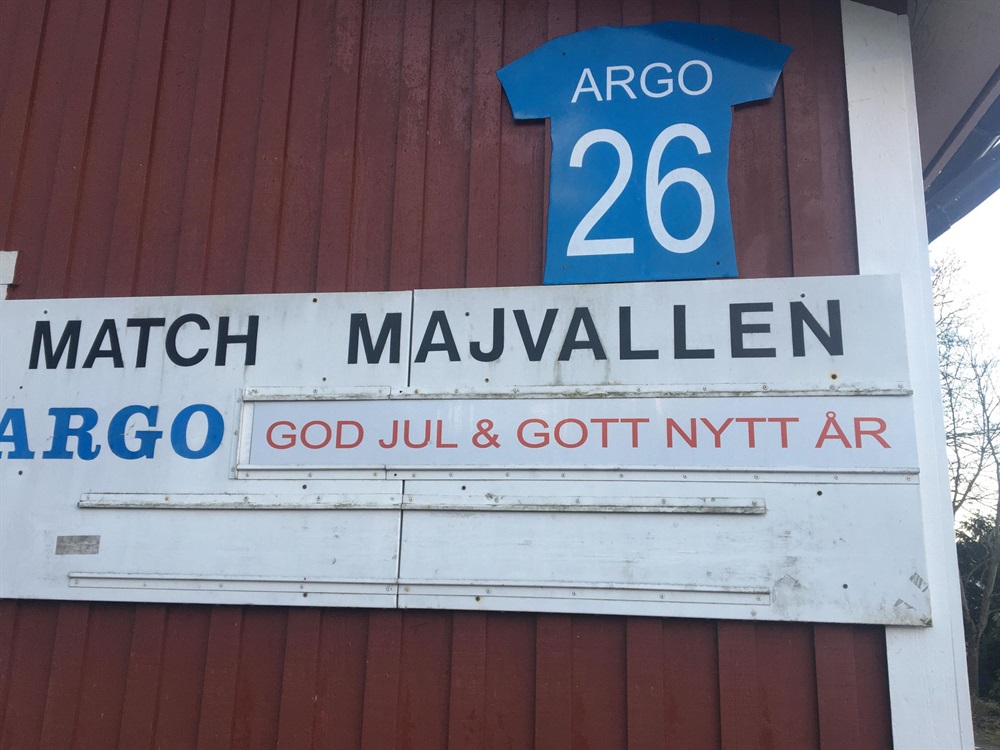 ARGO
26
MATCH MAJVALLEN
ARGO GOD JUL & GOTT NYTT ÅR